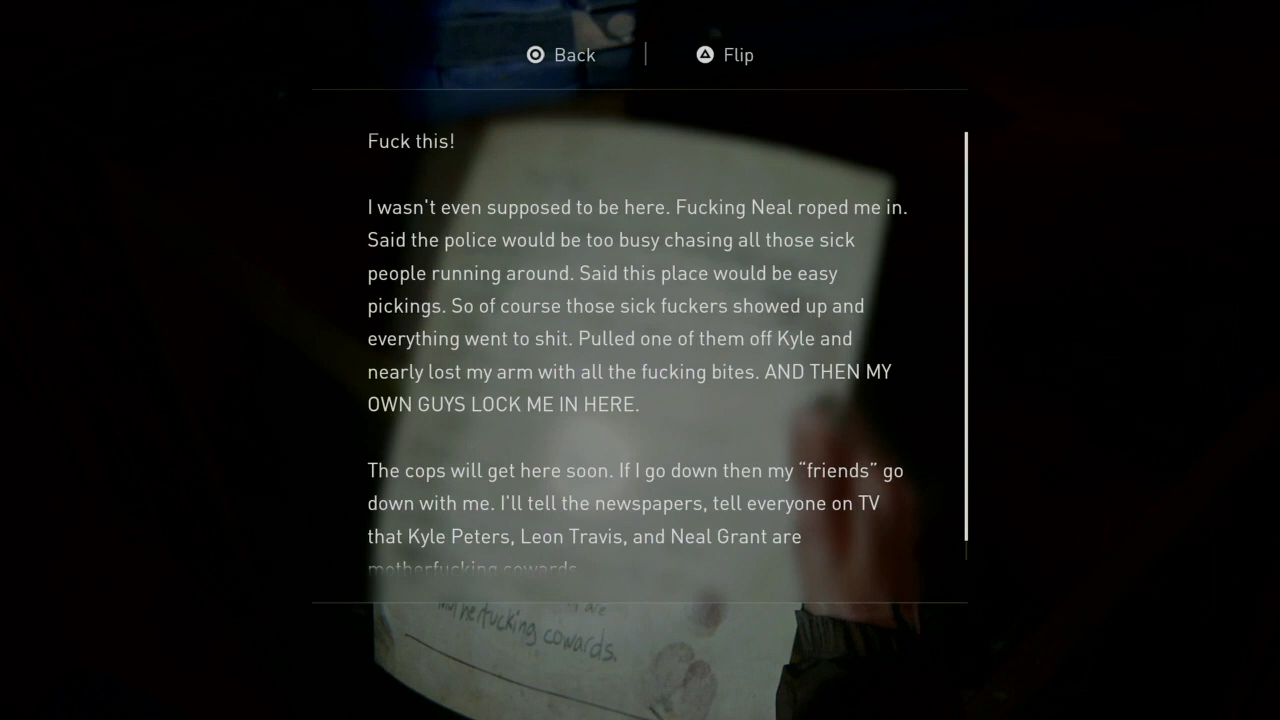 Back
Flip
Fuck this!
I wasn't even supposed to be here. Fucking Neal roped me in.
Said the police would be too busy chasing all those sick
people running around. Said this place would be easy
pickings. So of course those sick fuckers showed up and
everything went to shit. Pulled one of them off Kyle and
nearly lost my arm with all the fucking bites. AND THEN MY
OWN GUYS LOCK ME IN HERE.
The cops will get here soon. If I go down then my “friends” go
down with me. I'll tell the newspapers, tell everyone on TV
that Kyle Peters, Leon Travis, and Neal Grant are
motherfucking cowards.
are
cowards.